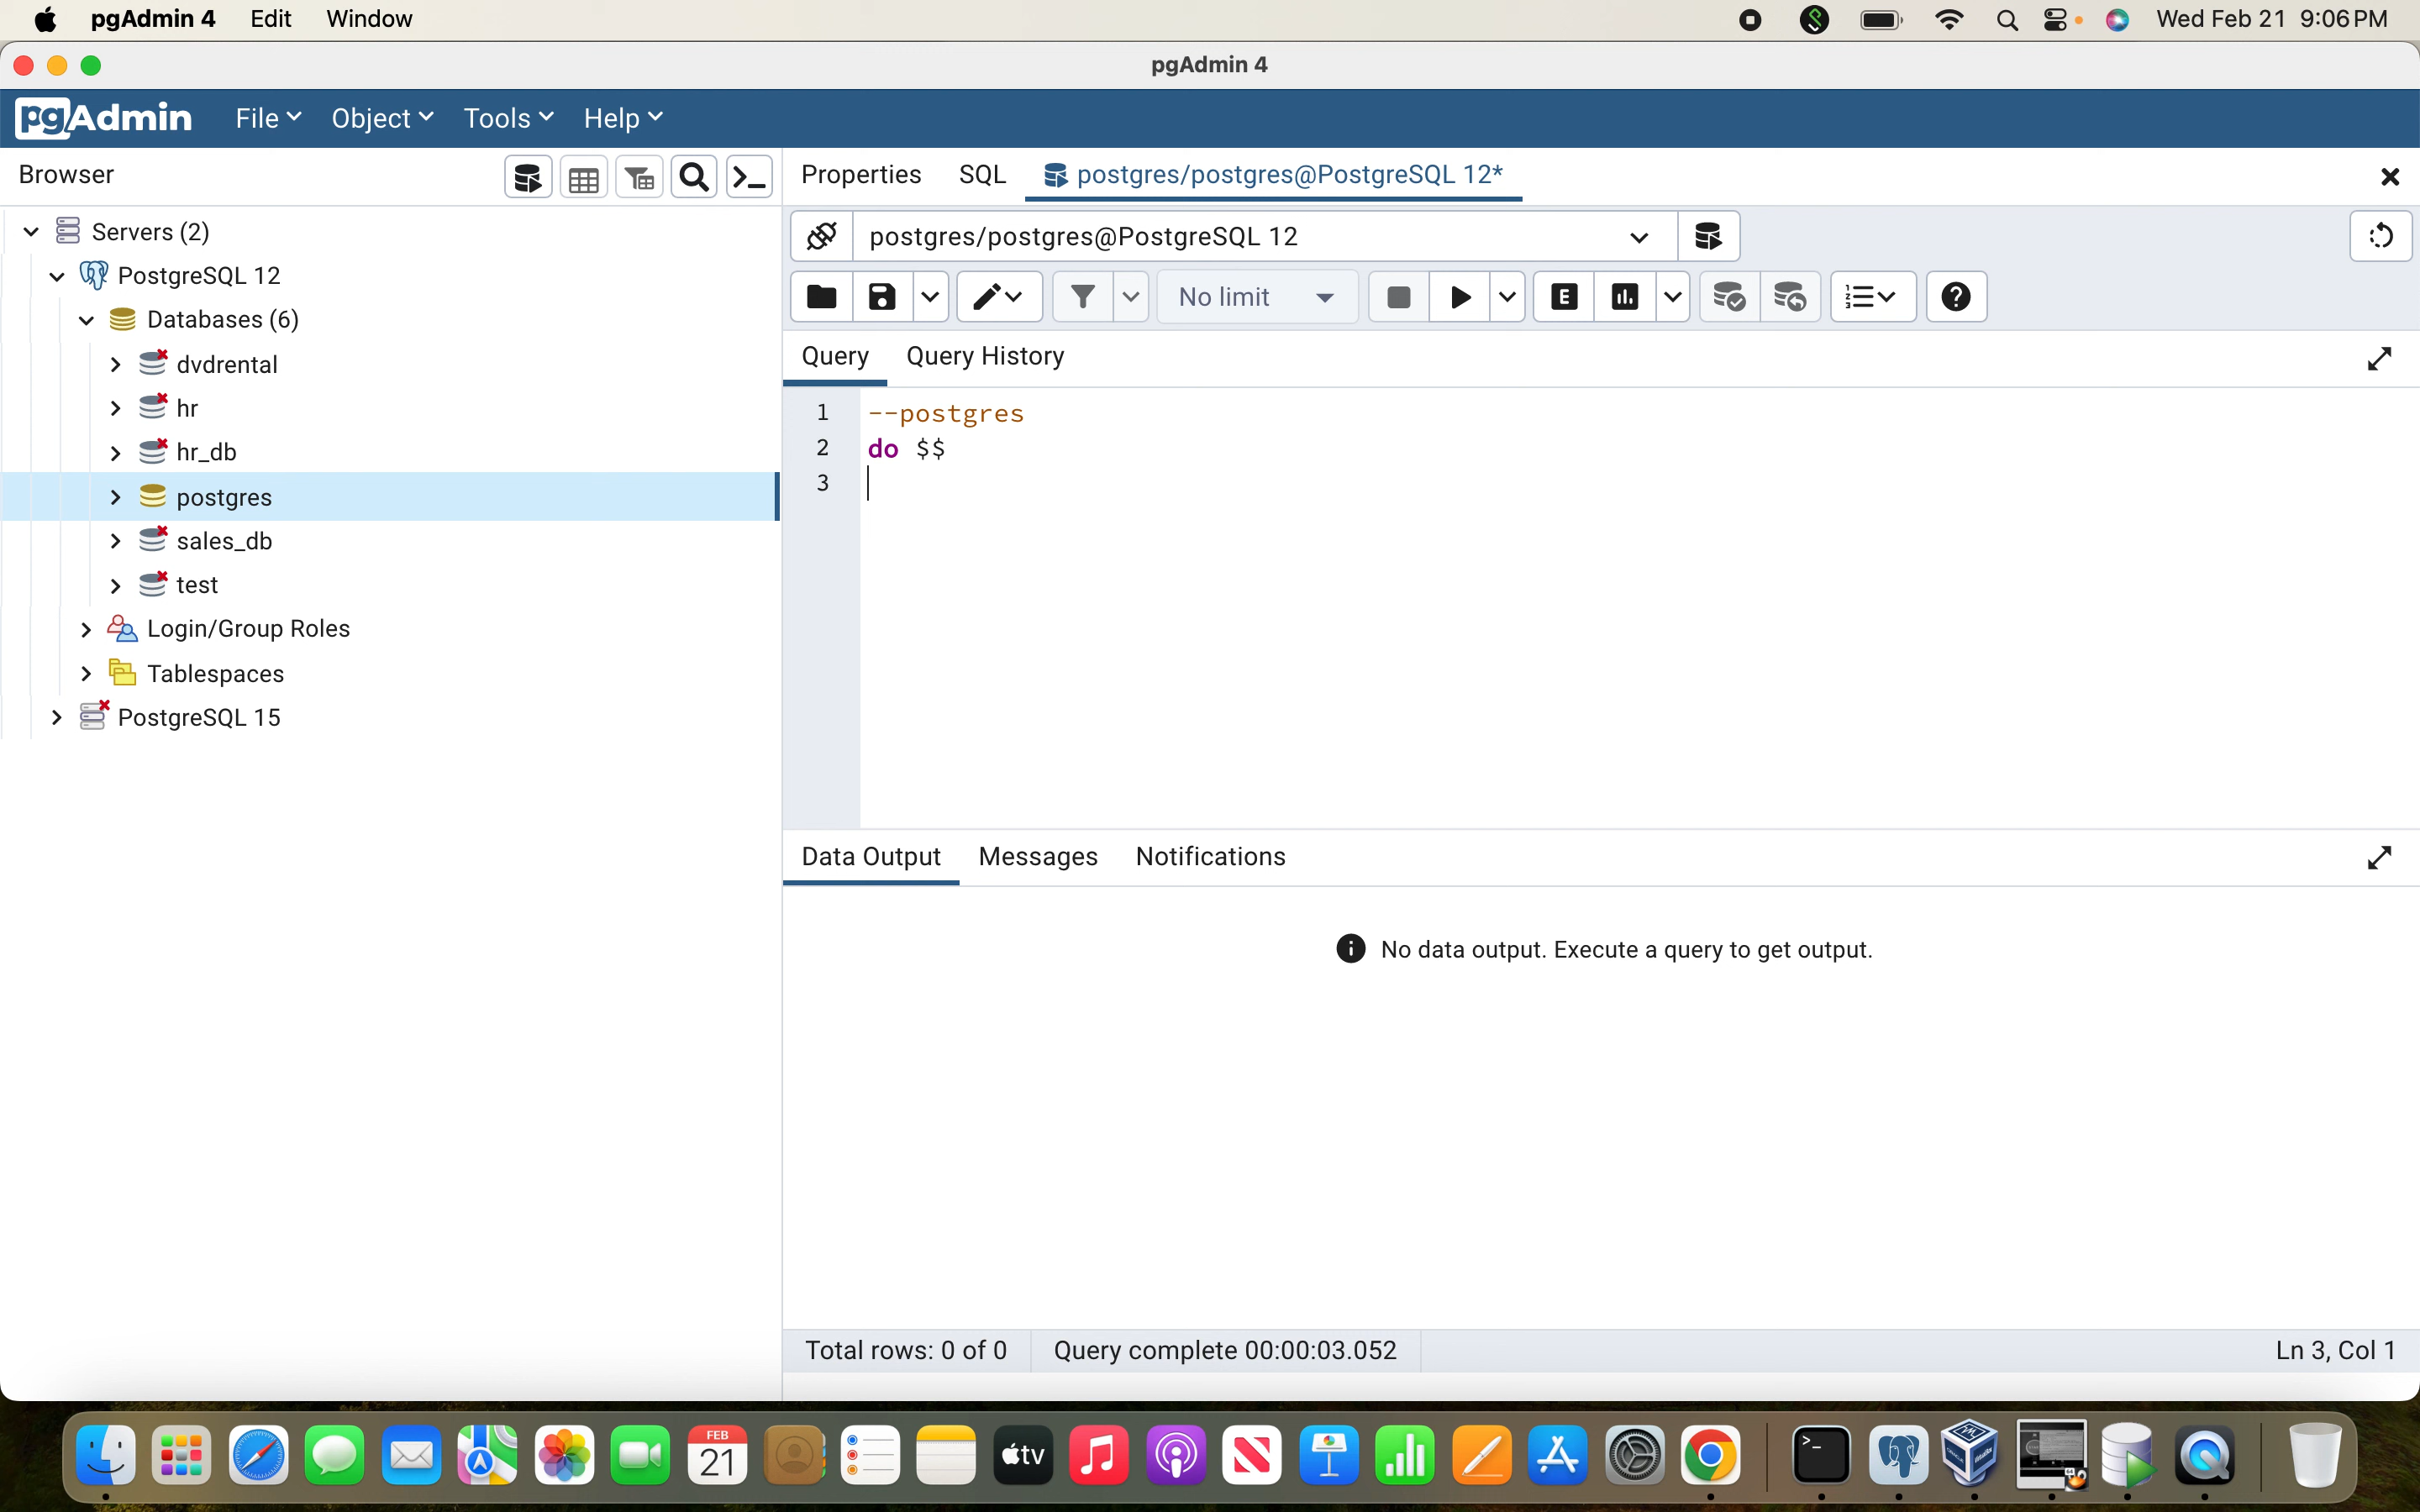 pgAdmin 4 Edit Window Wed Feb 21 9:06 PM
pgAdmin 4
pgAdmin File Object Tools Help
Browser
Properties SQL postgres/postgres@PostgreSQL 12*
Servers (2)
PostgreSQL 12
Databases (6)
dvdrental
hr
hr_db
postgres
sales_db
test
Login/Group Roles
Tablespaces
PostgreSQL 15
postgres/postgres@PostgreSQL 12
No limit E
Query Query History
1 --postgres
2 do $$
3
Data Output Messages Notifications
No data output. Execute a query to get output.
Total rows: 0 of 0 Query complete 00:00:03.052 Ln 3, Col 1
FEB
21
tv